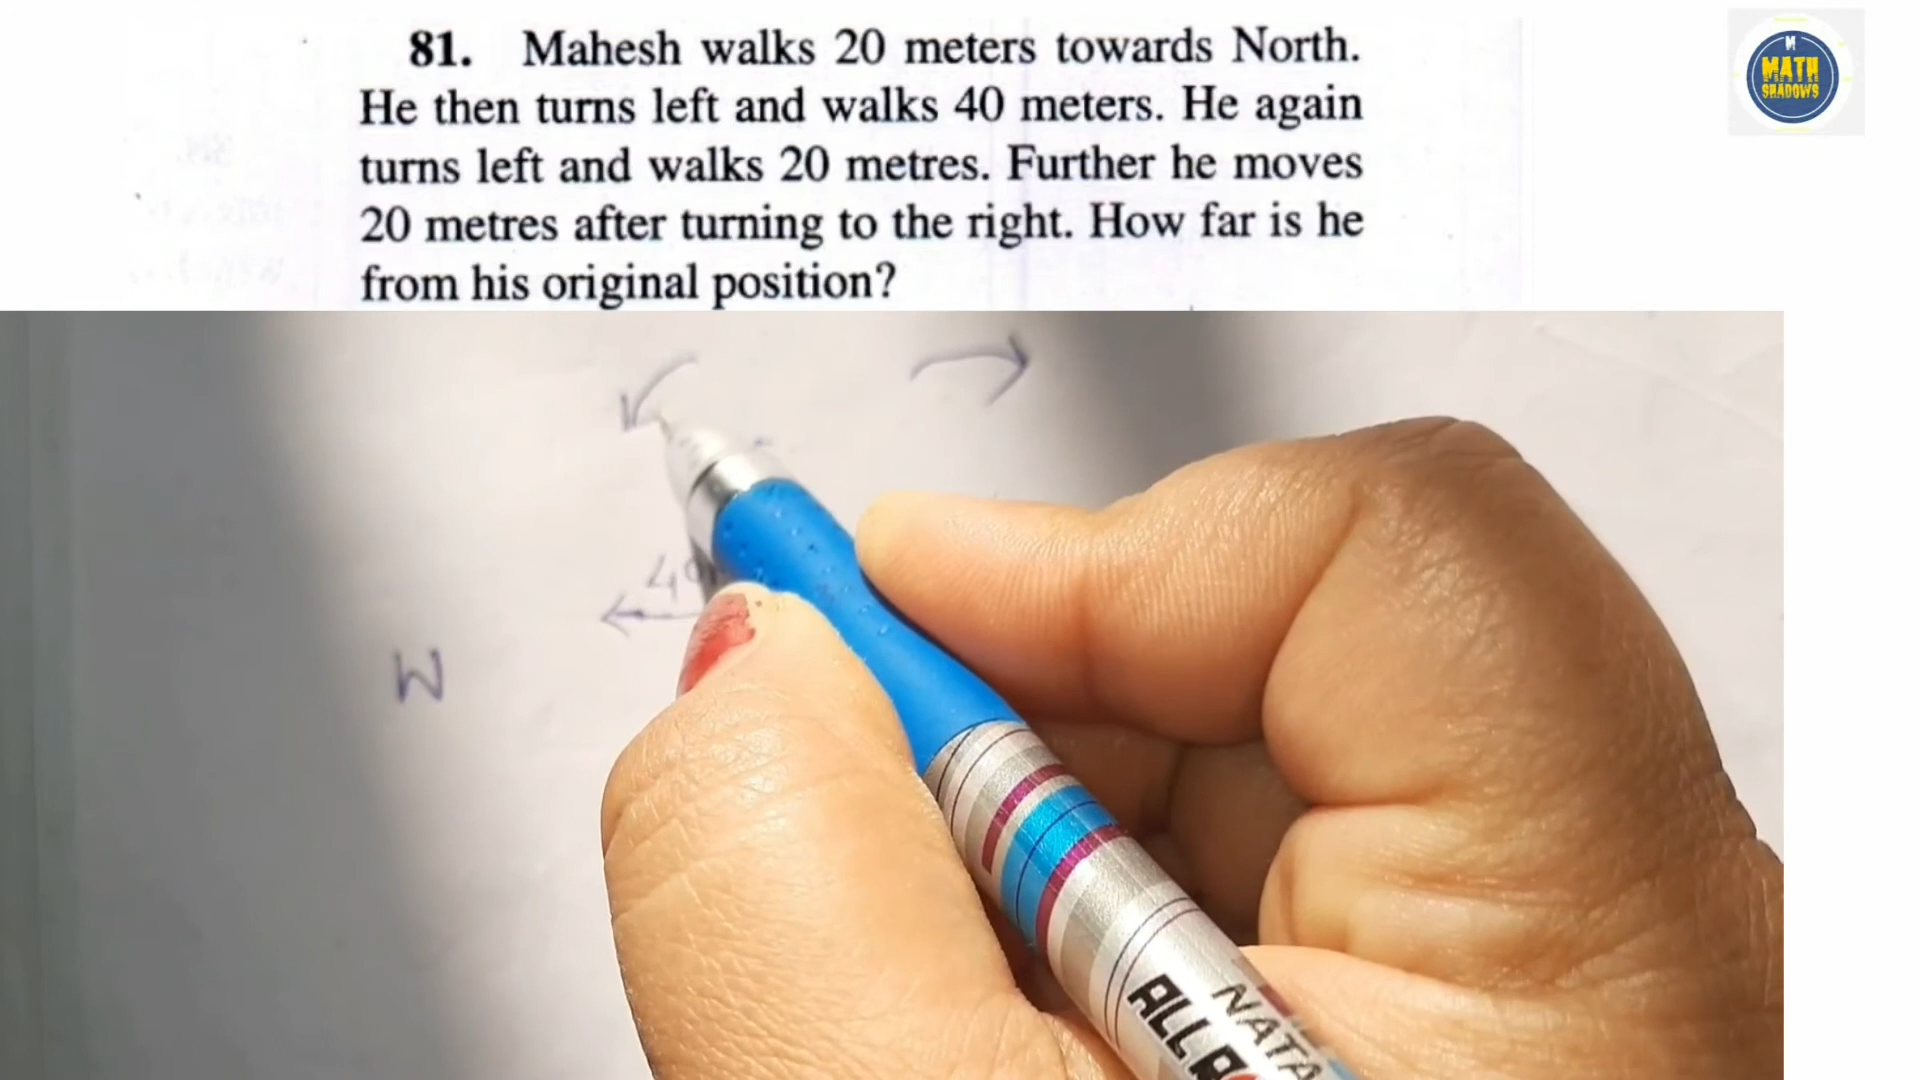 81. Mahesh walks 20 meters towards North.
He then turns left and walks 40 meters. He again
turns left and walks 20 metres. Further he moves
20 metres after turning to the right. How far is he
from his original position?
M
MATH
SHADOWS
W
NATA
ALL